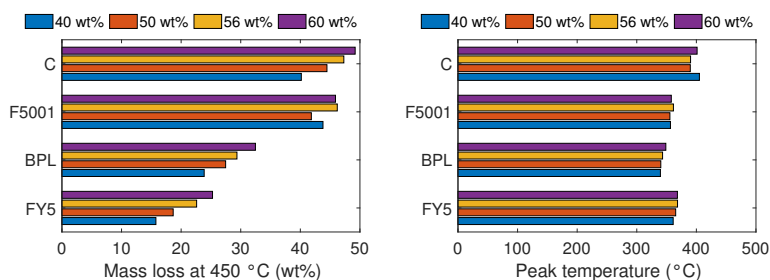 40 wt% 50 wt% 56 wt% 60 wt%
C
F5001
BPL
FY5
0 10 20 30 40 50
Mass loss at 450 °C (wt%)
40 wt% 50 wt% 56 wt% 60 wt%
C
F5001
BPL
FY5
0 100 200 300 400 500
Peak temperature (°C)